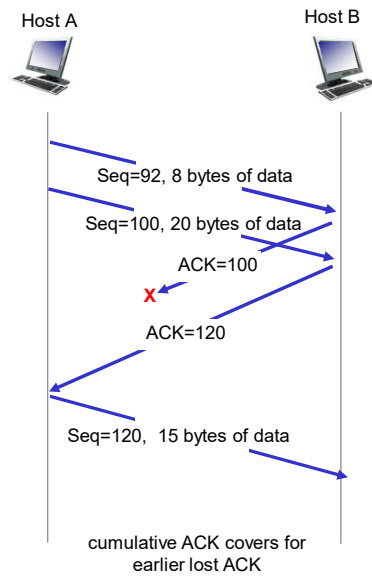 Host A
Host B
Seq=92, 8 bytes of data
Seq=100, 20 bytes of data
ACK=100
X
ACK=120
Seq=120, 15 bytes of data
cumulative ACK covers for
earlier lost ACK